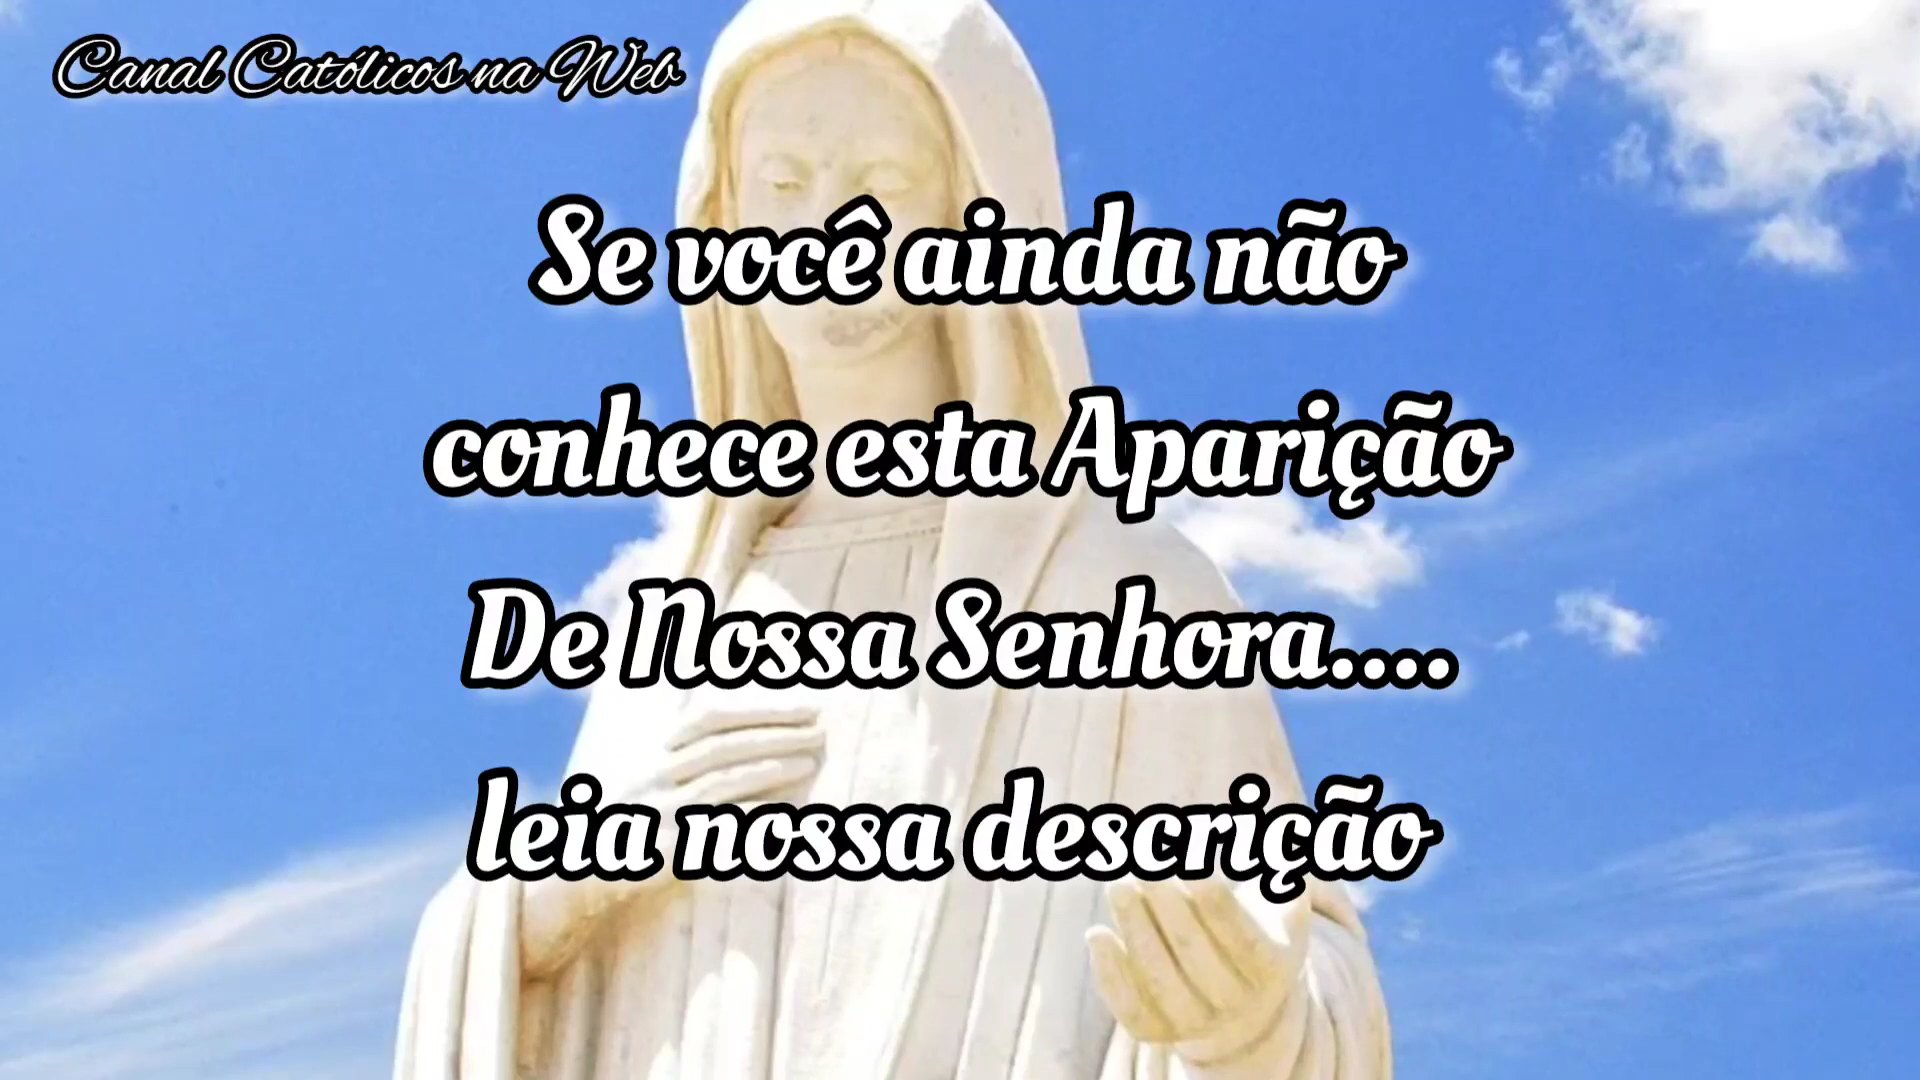 Canal Católicos na Web
Se você ainda não
conhece esta Aparição
De Nossa Senhora....
leia nossa descrição